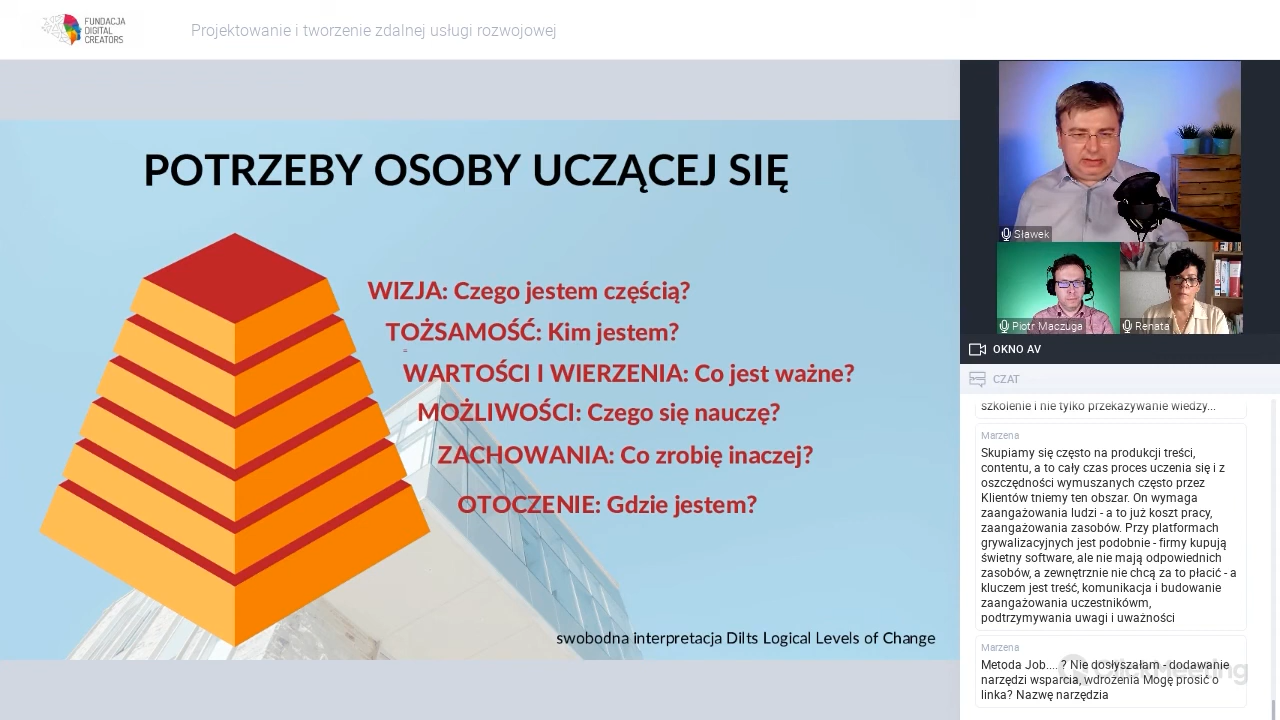 FUNDACJA
DIGITAL
CREATORS
Projektowanie i tworzenie zdalnej usługi rozwojowej
POTRZEBY OSOBY UCZĄCEJ SIĘ
WIZJA: Czego jestem częścią?
TOŻSAMOŚĆ: Kim jestem?
WARTOŚCI I WIERZENIA: Co jest ważne?
MOŻLIWOŚCI: Czego się nauczę?
ZACHOWANIA: Co zrobię inaczej?
OTOCZENIE: Gdzie jestem?
swobodna interpretacja Dilts Logical Levels of Change
Sławek
Piotr Maczuga
Renata
OKNO AV
CZAT
szkolenie i nie tylko przekazywanie wiedzy...
Marzena
Skupiamy się często na produkcji treści,
contentu, a to cały czas proces uczenia się i z
oszczędności wymuszanych często przez
Klientów tniemy ten obszar. On wymaga
zaangażowania ludzi - a to już koszt pracy,
zaangażowania zasobów. Przy platformach
grywalizacyjnych jest podobnie - firmy kupują
świetny software, ale nie mają odpowiednich
zasobów, a zewnętrznie nie chcą za to płacić - a
kluczem jest treść, komunikacja i budowanie
zaangażowania uczestnikówm,
podtrzymywania uwagi i uważności
Marzena
Metoda Job.... ? Nie dosłyszałam - dodawanie
narzędzi wsparcia, wdrożenia Mogę prosić o
linka? Nazwę narzędzia
ClickMeeting